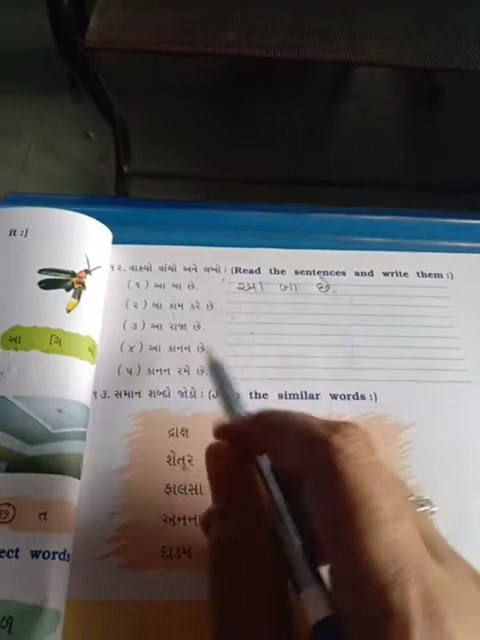 it:]
૧૨. વાક્યો વાંચો અને લખો : (Read the sentences and write them :)
(૧) આ બા છે. આ બા છે.
(૨) બા કામ કરે છે.
(૩) આ રાજા છે.
(૪) આ કાનન છે.
(૫) કાનન રમે છે.
આ ગિ
૧૩. સમાન શબ્દો જોડો : the similar words :)
દ્રાક્ષ
શેતૂર
ફાલસા
અનના
દાડમ
ત
ect words